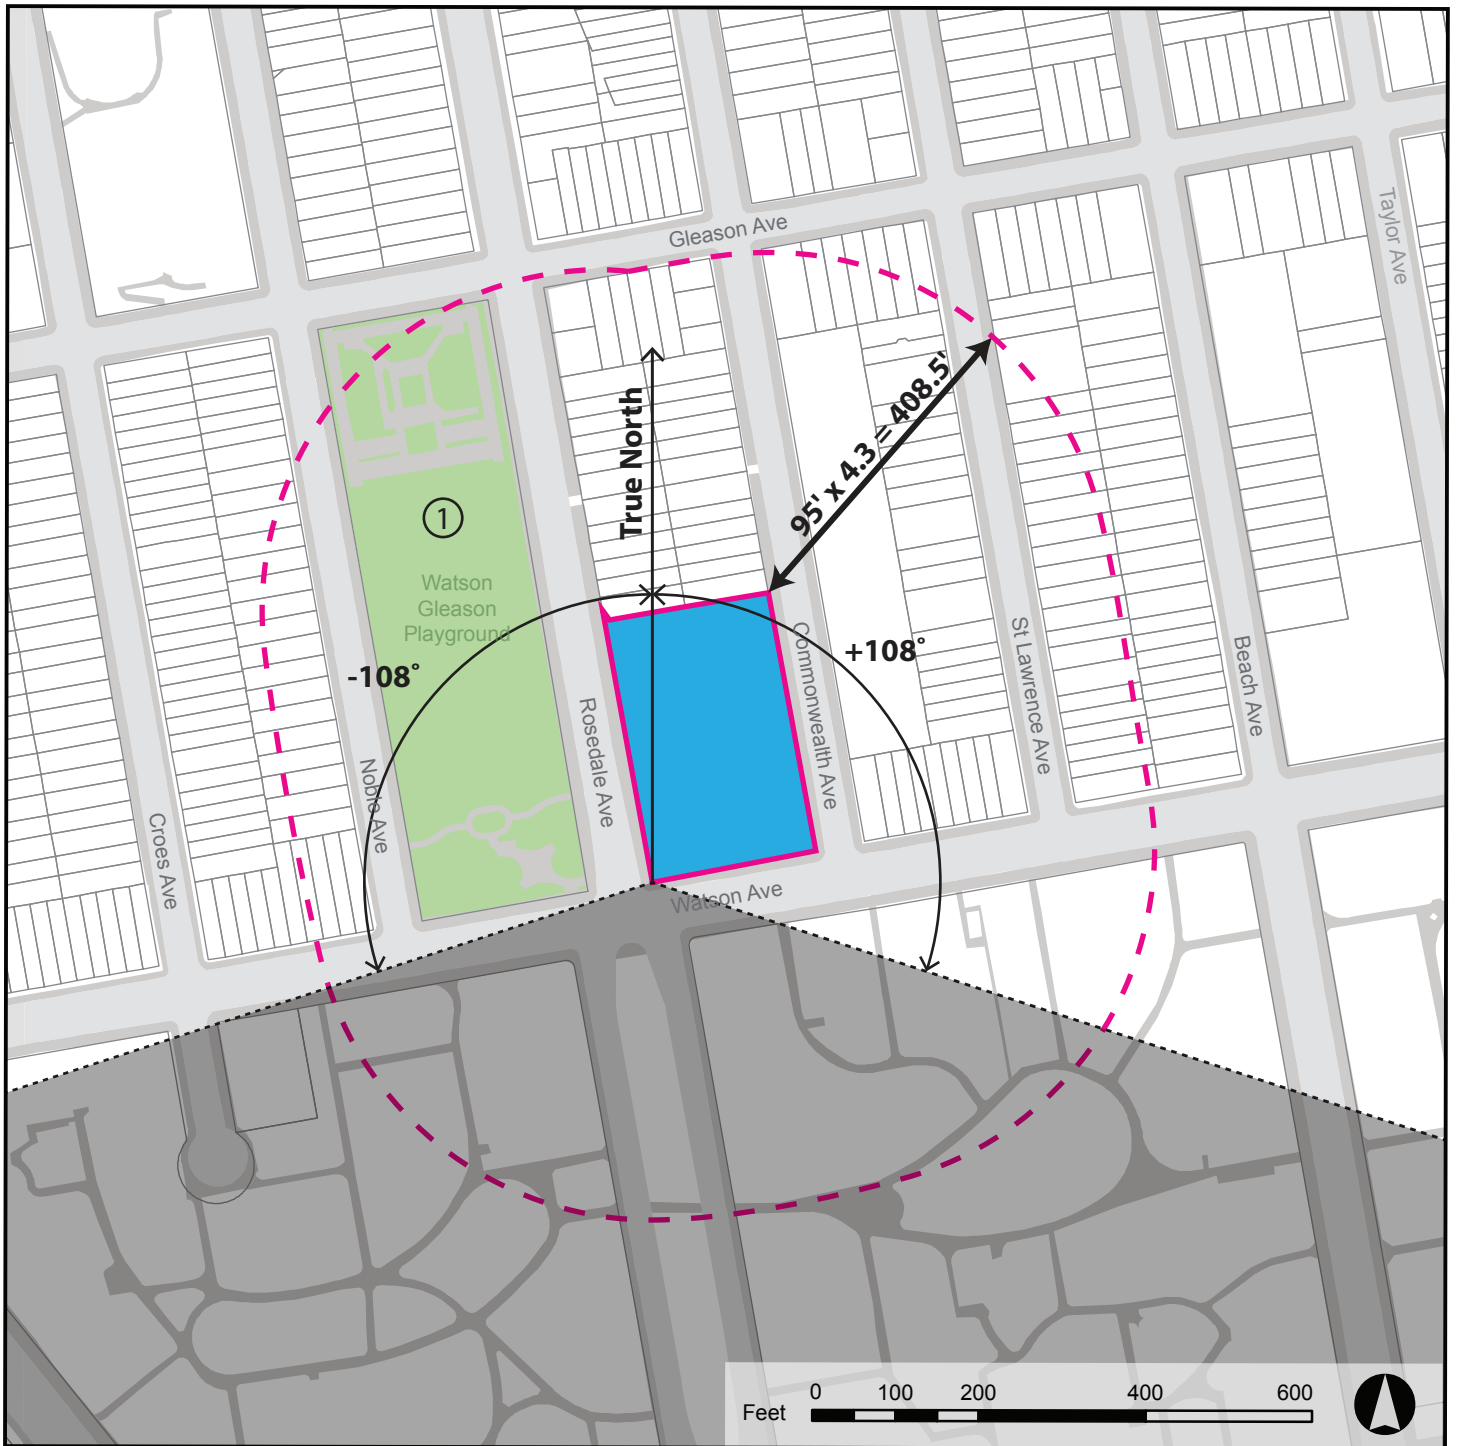 Gleason Ave
Taylor Ave
True North
95' x 4.3 = 408.5'
1
Watson
Gleason
Playground
-108°
+108°
Commonwealth Ave
St Lawrence Ave
Beach Ave
Rosedale Ave
Noble Ave
Croes Ave
Watson Ave
0 100 200 400 600
Feet